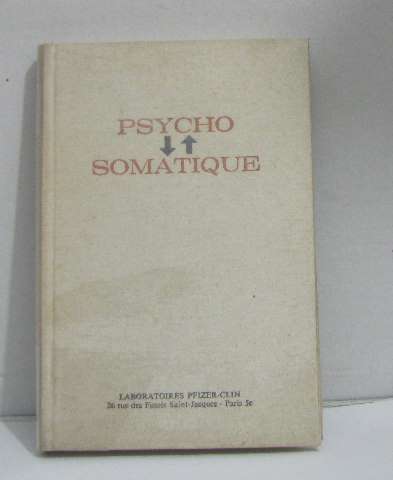 PSYCHO
↓↑
SOMATIQUE
LABORATOIRES PFIZER-CLIN
20 rue des Fossés Saint-Jacques - Paris 5e